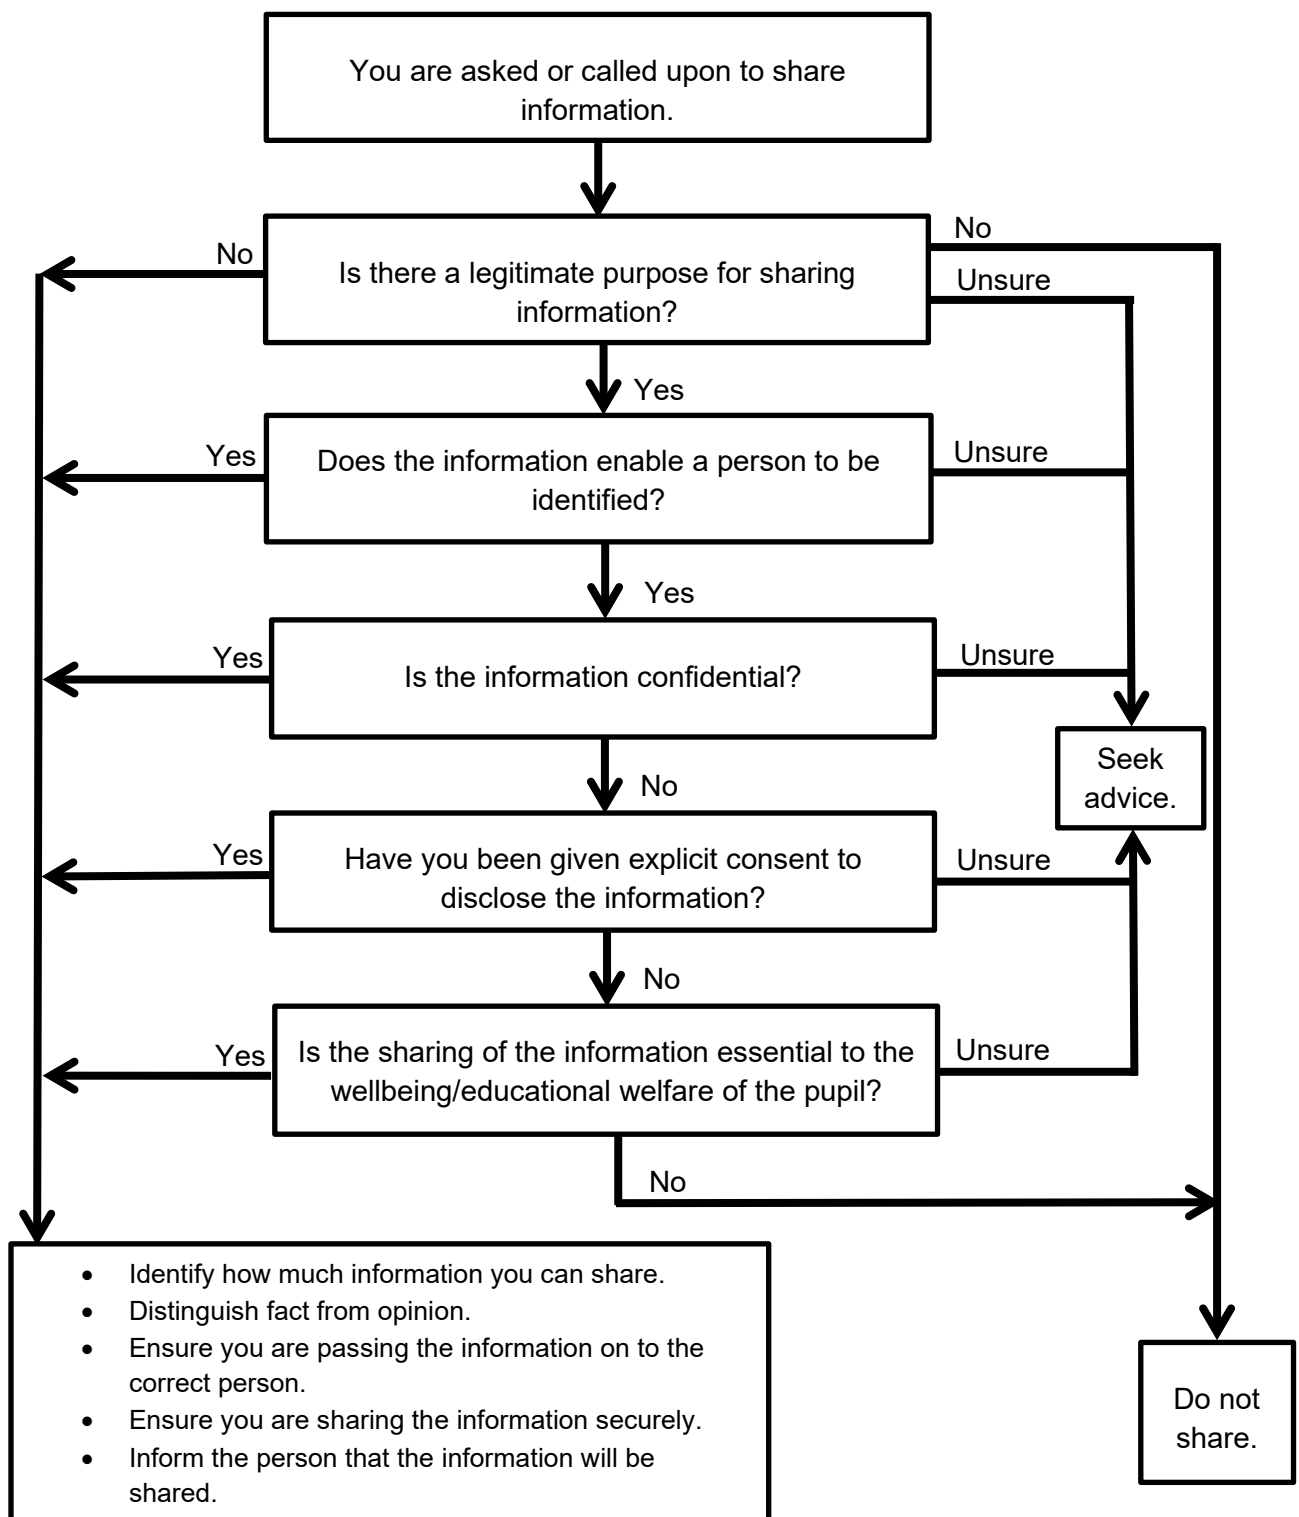 You are asked or called upon to share
information.
No
No
Is there a legitimate purpose for sharing
information?
Unsure
Yes
Yes
Does the information enable a person to be
identified?
Unsure
Yes
Yes
Is the information confidential?
Unsure
Seek
advice.
No
Yes
Have you been given explicit consent to
disclose the information?
Unsure
No
Yes
Is the sharing of the information essential to the
wellbeing/educational welfare of the pupil?
Unsure
No
• Identify how much information you can share.
• Distinguish fact from opinion.
• Ensure you are passing the information on to the
correct person.
• Ensure you are sharing the information securely.
• Inform the person that the information will be
shared.
Do not
share.